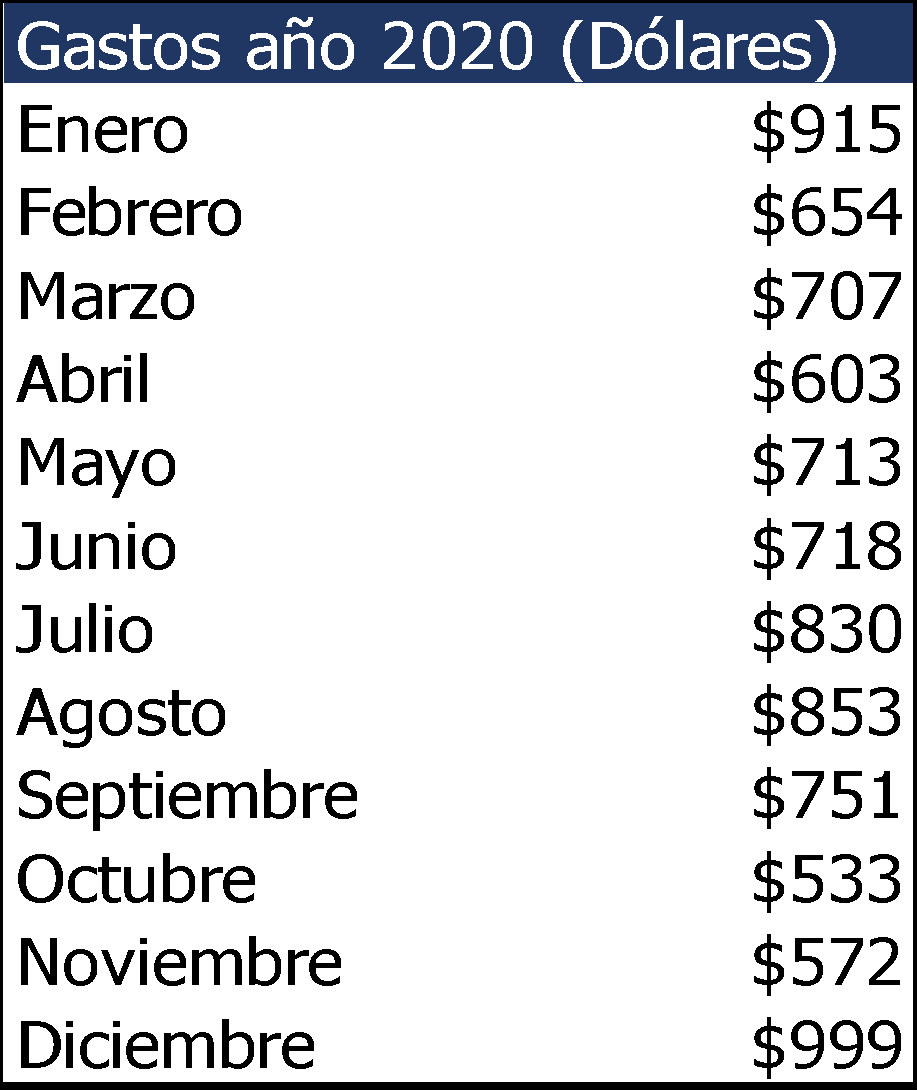 Gastos año 2020 (Dólares)
Enero $915
Febrero $654
Marzo $707
Abril $603
Mayo $713
Junio $718
Julio $830
Agosto $853
Septiembre $751
Octubre $533
Noviembre $572
Diciembre $999